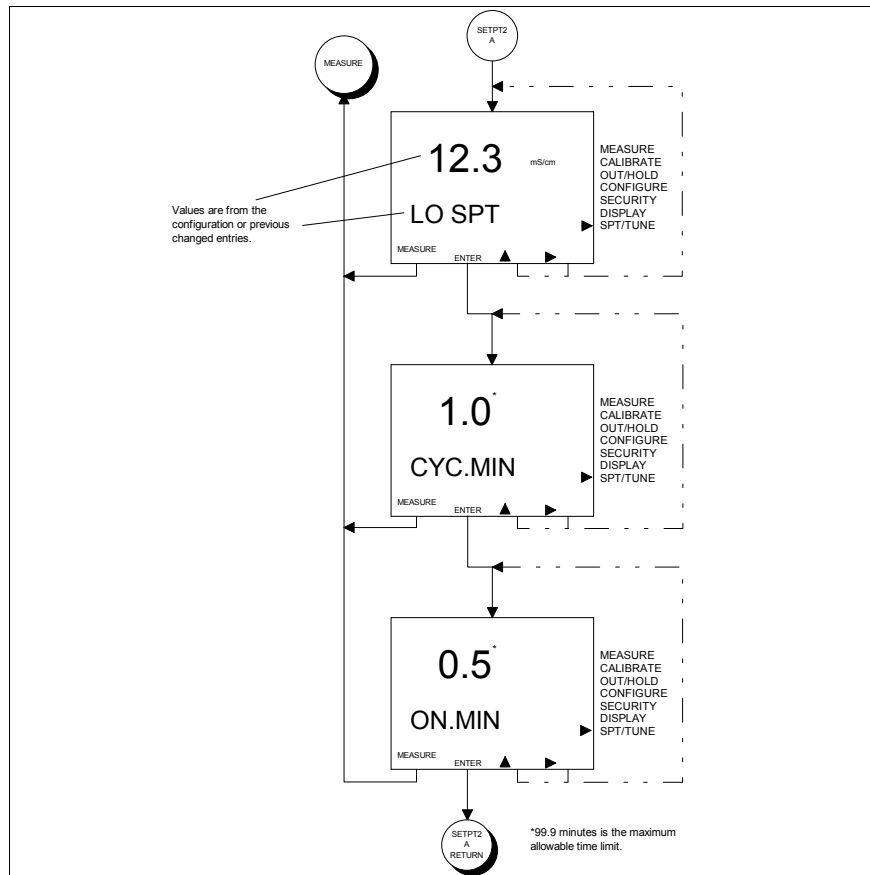 SETPT2
A
MEASURE
12.3 mS/cm
LO SPT
MEASURE
ENTER
MEASURE
CALIBRATE
OUT/HOLD
CONFIGURE
SECURITY
DISPLAY
SPT/TUNE
Values are from the
configuration or previous
changed entries.
1.0*
CYC.MIN
MEASURE
ENTER
MEASURE
CALIBRATE
OUT/HOLD
CONFIGURE
SECURITY
DISPLAY
SPT/TUNE
0.5*
ON.MIN
MEASURE
ENTER
MEASURE
CALIBRATE
OUT/HOLD
CONFIGURE
SECURITY
DISPLAY
SPT/TUNE
SETPT2
A
RETURN
*99.9 minutes is the maximum
allowable time limit.